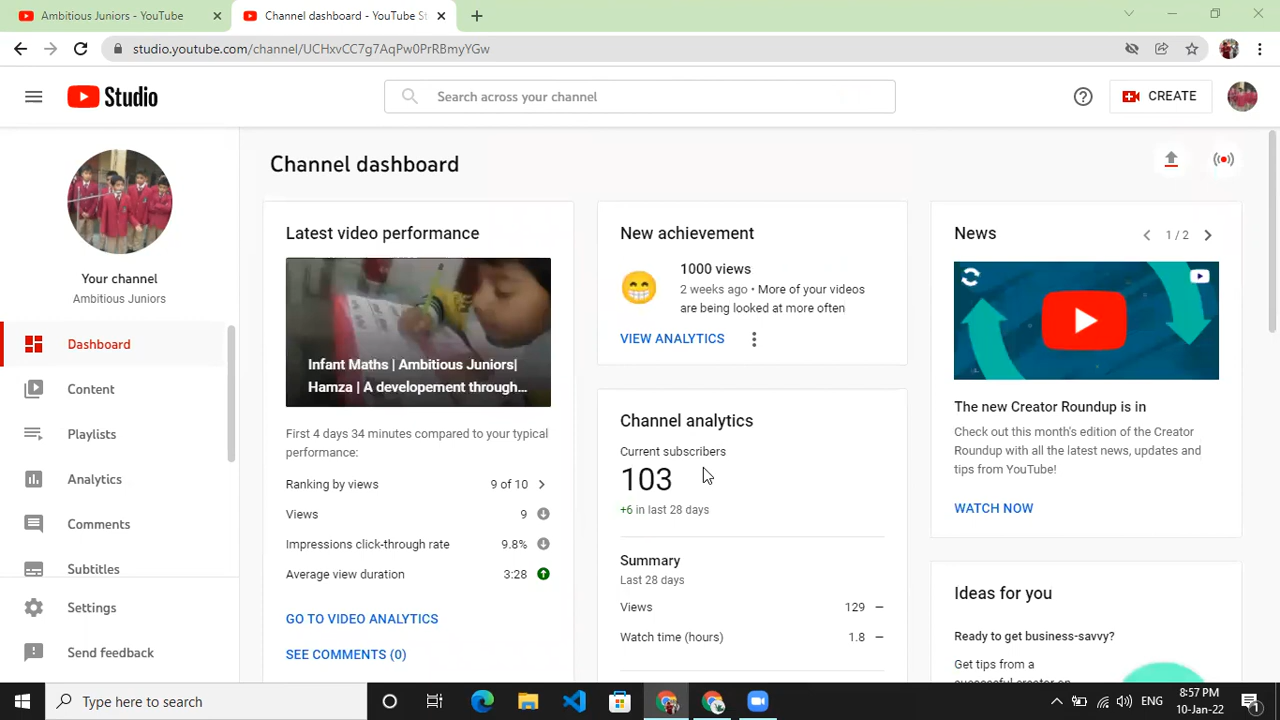 Ambitious Juniors - YouTube
Channel dashboard - YouTube St
studio.youtube.com/channel/UCHxvCC7g7AqPw0PrRBmyYGw
Studio
Search across your channel
CREATE
Your channel
Ambitious Juniors
Dashboard
Content
Playlists
Analytics
Comments
Subtitles
Settings
Send feedback
Channel dashboard
Latest video performance
Infant Maths | Ambitious Juniors|
Hamza | A developement through...
First 4 days 34 minutes compared to your typical
performance:
Ranking by views 9 of 10
Views 9
Impressions click-through rate 9.8%
Average view duration 3:28
GO TO VIDEO ANALYTICS
SEE COMMENTS (0)
New achievement
1000 views
2 weeks ago • More of your videos
are being looked at more often
VIEW ANALYTICS
Channel analytics
Current subscribers
103
+6 in last 28 days
Summary
Last 28 days
Views 129 —
Watch time (hours) 1.8 —
News 1 / 2
The new Creator Roundup is in
Check out this month's edition of the Creator
Roundup with all the latest news, updates and
tips from YouTube!
WATCH NOW
Ideas for you
Ready to get business-savvy?
Get tips from a
Type here to search
ENG
8:57 PM
10-Jan-22
1